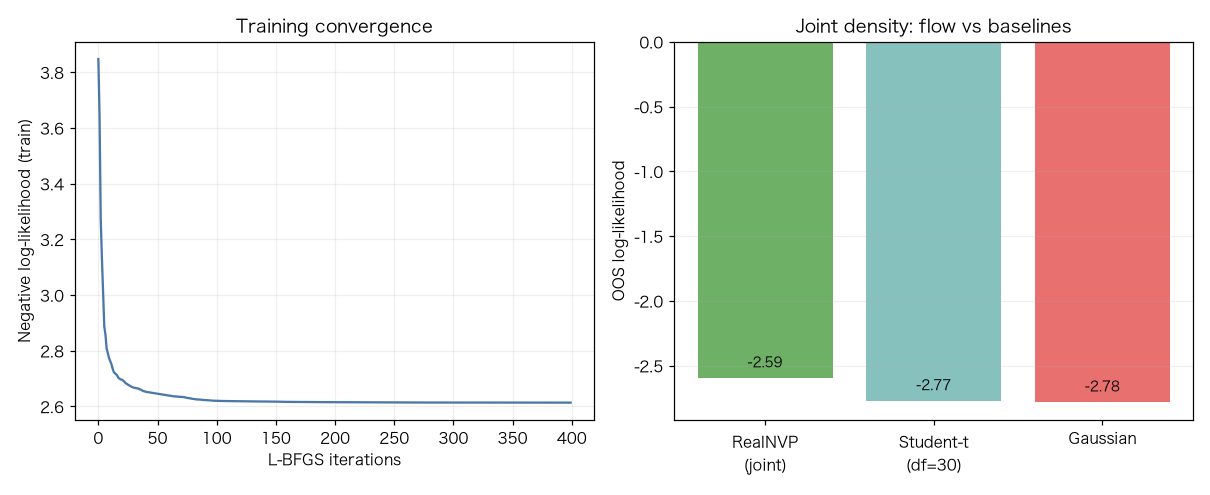 Training convergence
Negative log-likelihood (train)
3.8
3.6
3.4
3.2
3.0
2.8
2.6
0 50 100 150 200 250 300 350 400
L-BFGS iterations
Joint density: flow vs baselines
OOS log-likelihood
0.0
-0.5
-1.0
-1.5
-2.0
-2.5
-2.59
-2.77
-2.78
RealNVP
(joint)
Student-t
(df=30)
Gaussian